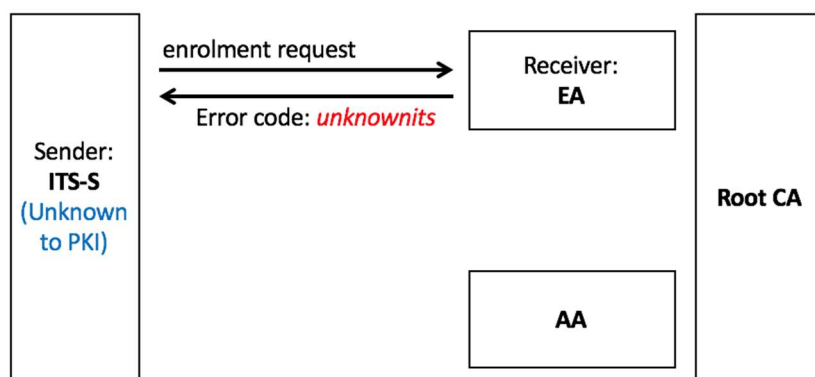 enrolment request
Error code: unknownits
Sender:
ITS-S
(Unknown
to PKI)
Receiver:
EA
AA
Root CA